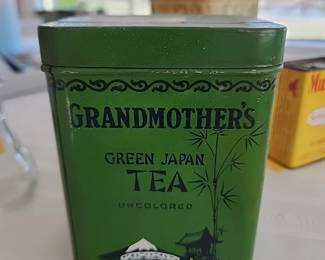 GRANDMOTHER'S
GREEN JAPAN
TEA
UNCOLORED